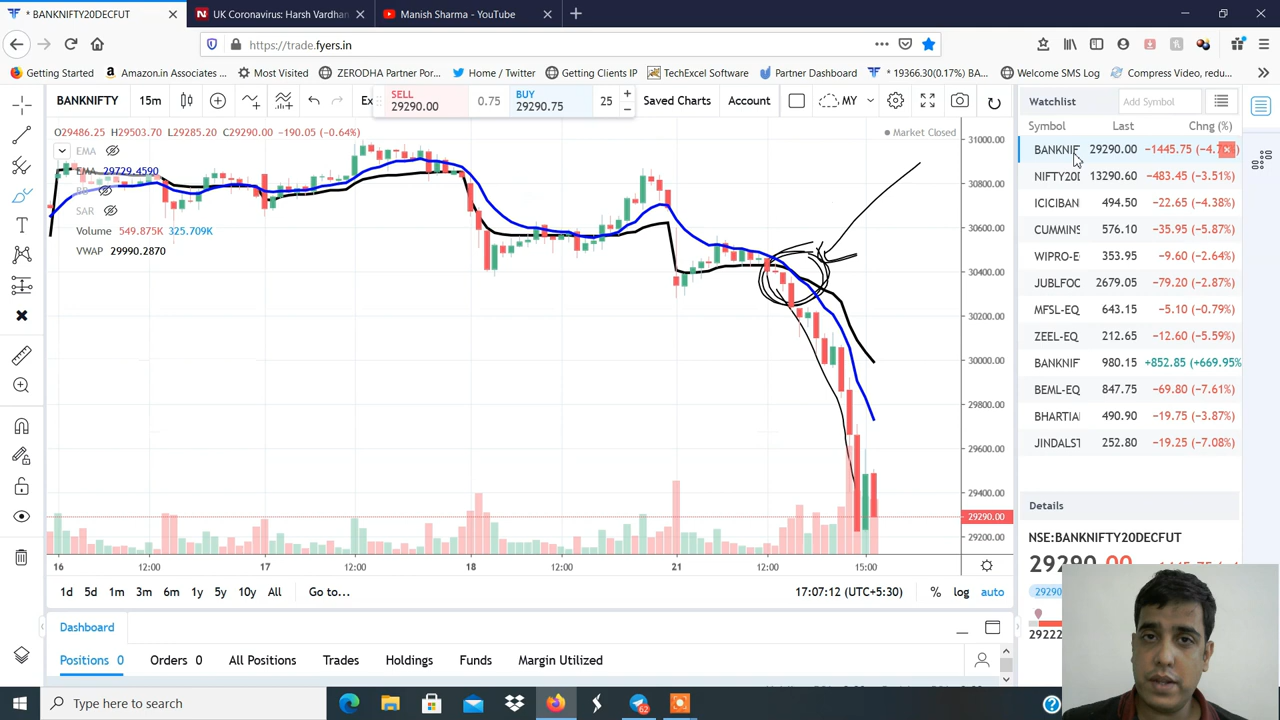 * BANKNIFTY20DECFUT
UK Coronavirus: Harsh Vardhan
Manish Sharma - YouTube
https://trade.fyers.in
Getting Started
Amazon.in Associates ...
Most Visited
ZERODHA Partner Por...
Home / Twitter
Getting Clients IP
TechExcel Software
Partner Dashboard
* 19366.30(0.17%) BA...
Welcome SMS Log
Compress Video, redu...
BANKNIFTY 15m Ex
SELL 29290.00
0.75
BUY 29290.75
25
Saved Charts
Account
MY
O29486.25 H29503.70 L29285.20 C29290.00 -190.05 (-0.64%)
Market Closed
EMA
EMA 29729.4590
BB
SAR
Volume 549.875K 325.709K
VWAP 29990.2870
31000.00
30800.00
30600.00
30400.00
30200.00
30000.00
29800.00
29600.00
29400.00
29290.00
29200.00
16 12:00 17 12:00 18 12:00 21 12:00 15:00
1d 5d 1m 3m 6m 1y 5y 10y All Go to...
17:07:12 (UTC+5:30) % log auto
Dashboard
Positions 0 Orders 0 All Positions Trades Holdings Funds Margin Utilized
Watchlist Add Symbol
Symbol Last Chng (%)
BANKNIF 29290.00 -1445.75
NIFTY20D 13290.60 -483.45 (-3.51%)
ICICIBAN 494.50 -22.65 (-4.38%)
CUMMINS 576.10 -35.95 (-5.87%)
WIPRO-E 353.95 -9.60 (-2.64%)
JUBLFOO 2679.05 -79.20 (-2.87%)
MFSL-EQ 643.15 -5.10 (-0.79%)
ZEEL-EQ 212.65 -12.60 (-5.59%)
BANKNIF 980.15 +852.85 (+669.95%
BEML-EQ 847.75 -69.80 (-7.61%)
BHARTIA 490.90 -19.75 (-3.87%)
JINDALST 252.80 -19.25 (-7.08%)
Details
NSE:BANKNIFTY20DECFUT
29290.00
29290
29222
Type here to search
62